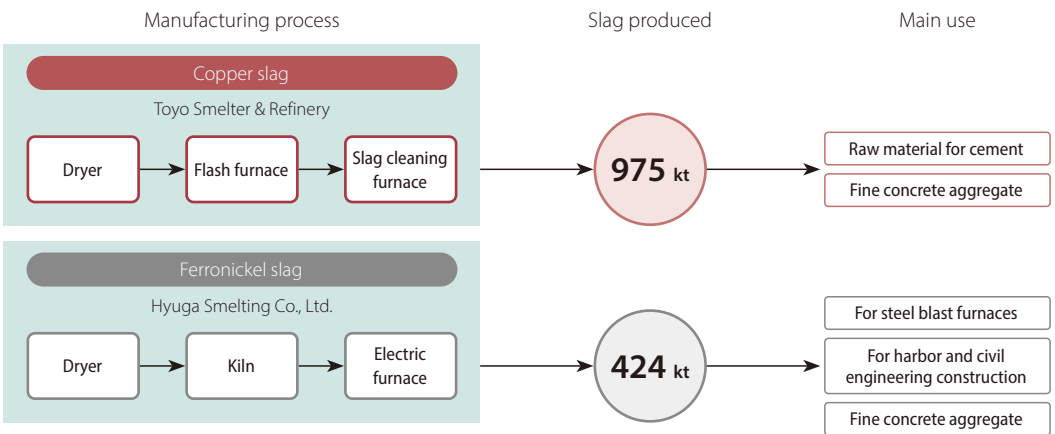 Manufacturing process
Slag produced
Main use
Copper slag
Toyo Smelter & Refinery
Dryer
Flash furnace
Slag cleaning
furnace
975 kt
Raw material for cement
Fine concrete aggregate
Ferronickel slag
Hyuga Smelting Co., Ltd.
Dryer
Kiln
Electric
furnace
424 kt
For steel blast furnaces
For harbor and civil
engineering construction
Fine concrete aggregate